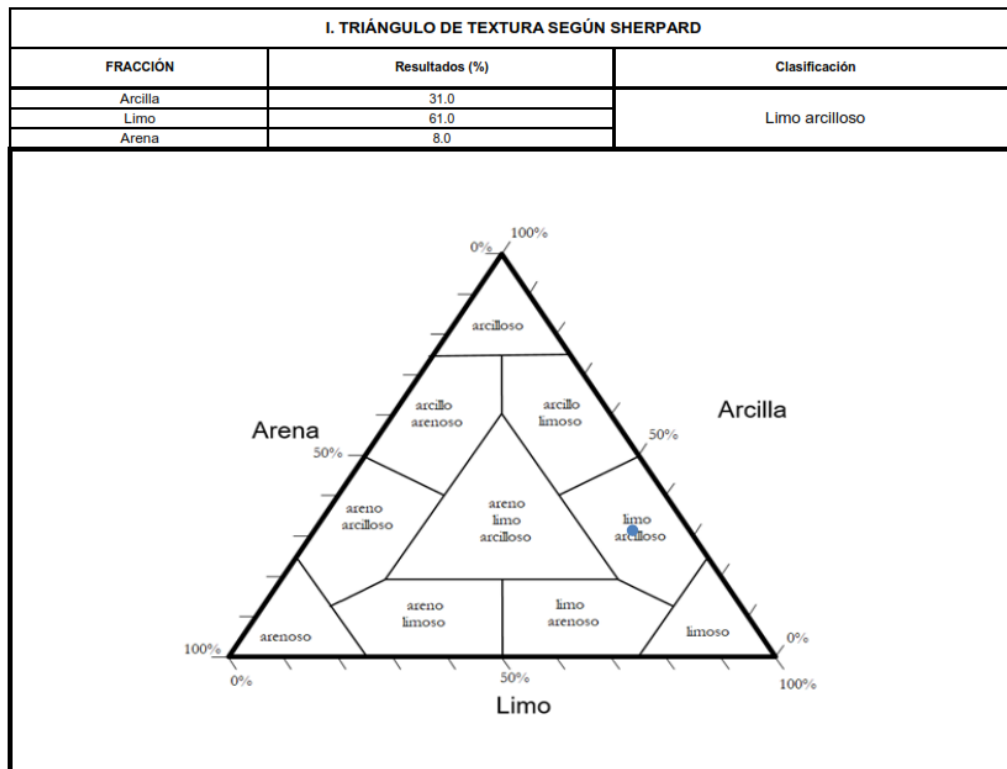 I. TRIÁNGULO DE TEXTURA SEGÚN SHERPARD
FRACCIÓN Resultados (%) Clasificación
Arcilla 31.0
Limo 61.0 Limo arcilloso
Arena 8.0
100%
0%
arcilloso
arcillo
arenoso
arcillo
limoso
Arcilla
Arena
50%
50%
areno
arcilloso
areno
limo
arcilloso
limo
arcilloso
areno
limoso
limo
arenoso
arenoso
limoso
0%
100%
0%
50%
100%
Limo